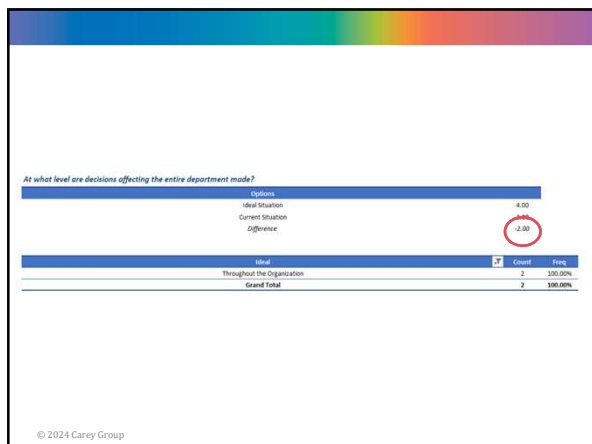 At what level are decisions affecting the entire department made?
Options
Ideal Situation 4.00
Current Situation
Difference -2.00
Ideal Count Freq
Throughout the Organization 2 100.00%
Grand Total 2 100.00%
© 2024 Carey Group